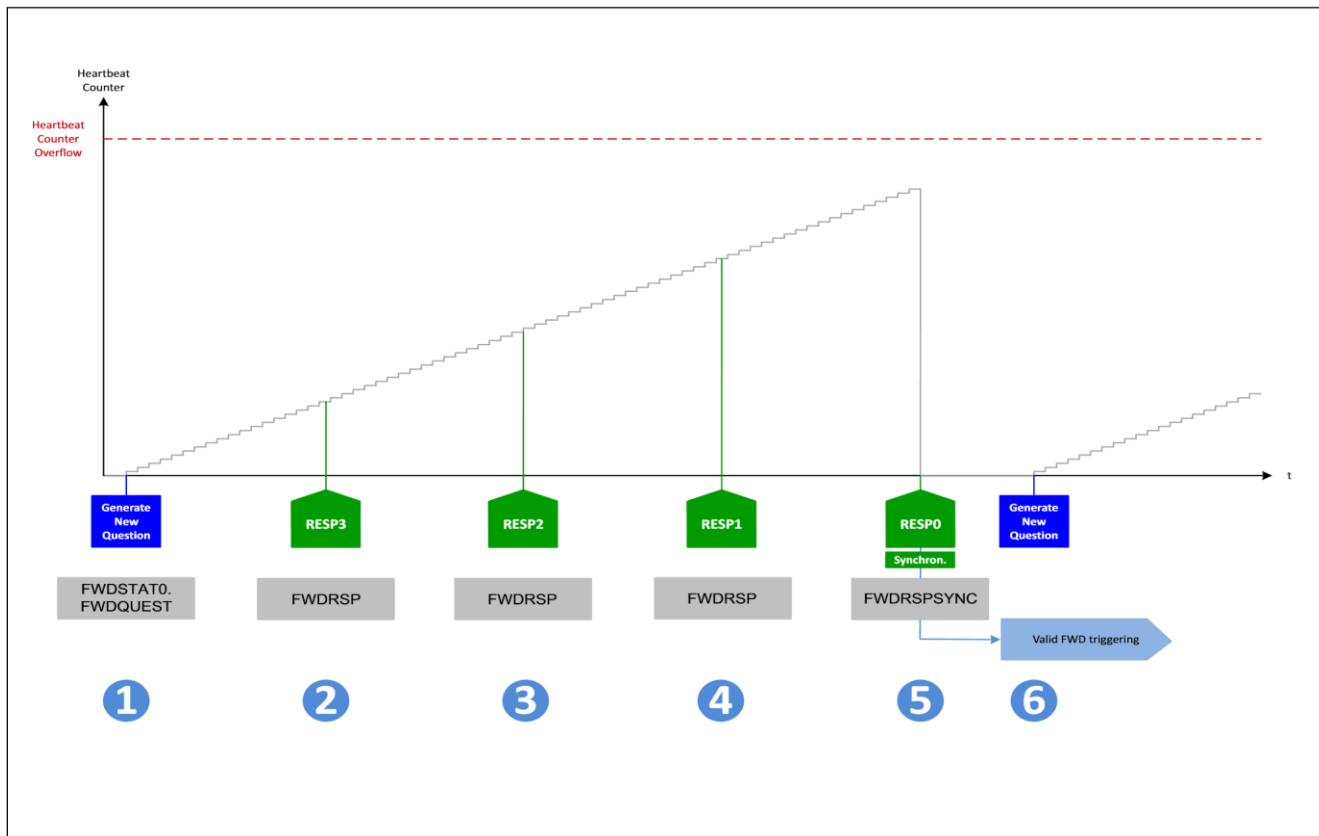 Heartbeat
Counter
Heartbeat
Counter
Overflow
t
Generate
New
Question
RESP3
RESP2
RESP1
RESP0
Generate
New
Question
Synchron.
FWDSTAT0.
FWDQUEST
FWDRSP
FWDRSP
FWDRSP
FWDRSPSYNC
Valid FWD triggering
1
2
3
4
5
6